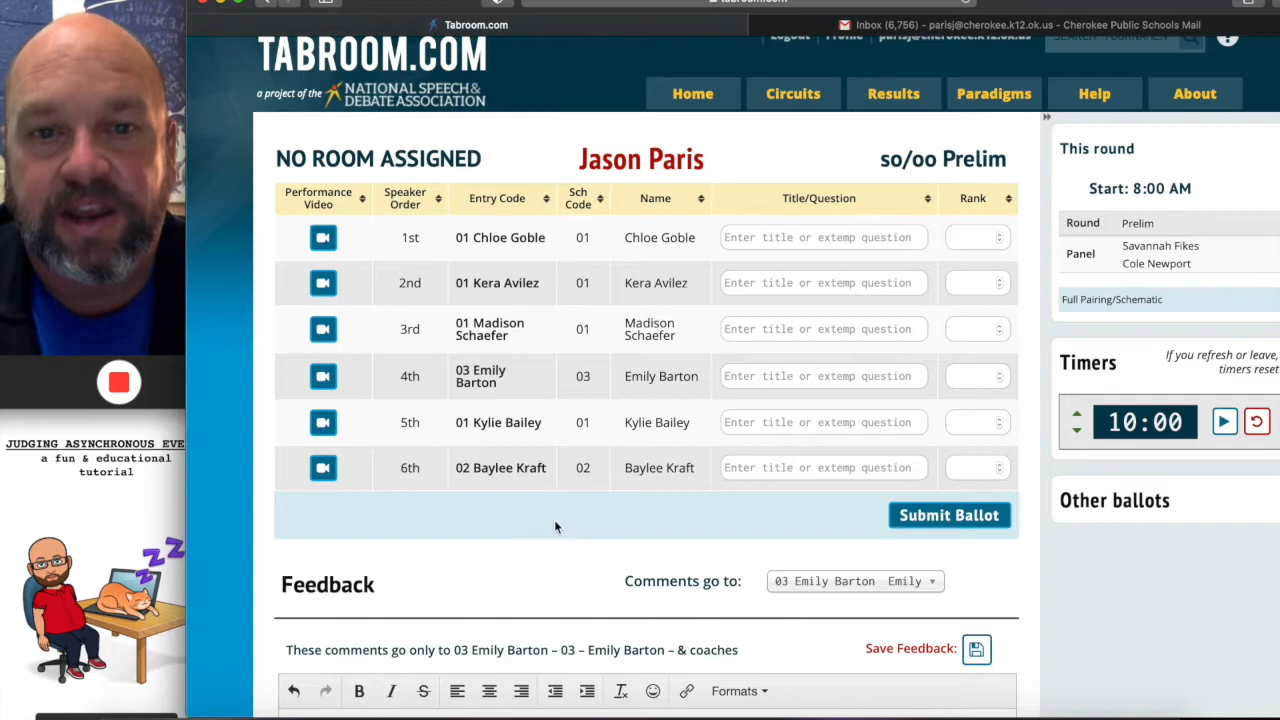 Tabroom.com
Inbox (6,756) - parisj@cherokee.k12.ok.us - Cherokee Public Schools Mail
TABROOM.COM
Logout Profile parisj@cherokee.k12.ok.us
a project of the NATIONAL SPEECH & DEBATE ASSOCIATION
Home Circuits Results Paradigms Help About
NO ROOM ASSIGNED Jason Paris so/oo Prelim
Performance Video Speaker Order Entry Code Sch Code Name Title/Question Rank
1st 01 Chloe Goble 01 Chloe Goble Enter title or extemp question
2nd 01 Kera Avilez 01 Kera Avilez Enter title or extemp question
3rd 01 Madison Schaefer 01 Madison Schaefer Enter title or extemp question
4th 03 Emily Barton 03 Emily Barton Enter title or extemp question
5th 01 Kylie Bailey 01 Kylie Bailey Enter title or extemp question
6th 02 Baylee Kraft 02 Baylee Kraft Enter title or extemp question
Submit Ballot
Feedback Comments go to: 03 Emily Barton Emily
These comments go only to 03 Emily Barton – 03 – Emily Barton – & coaches Save Feedback:
B I S Formats
This round
Start: 8:00 AM
Round Prelim
Panel Savannah Fikes
Cole Newport
Full Pairing/Schematic
Timers If you refresh or leave,
timers reset
10:00
Other ballots
JUDGING ASYNCHRONOUS EVE
a fun & educational
tutorial
Z Z Z